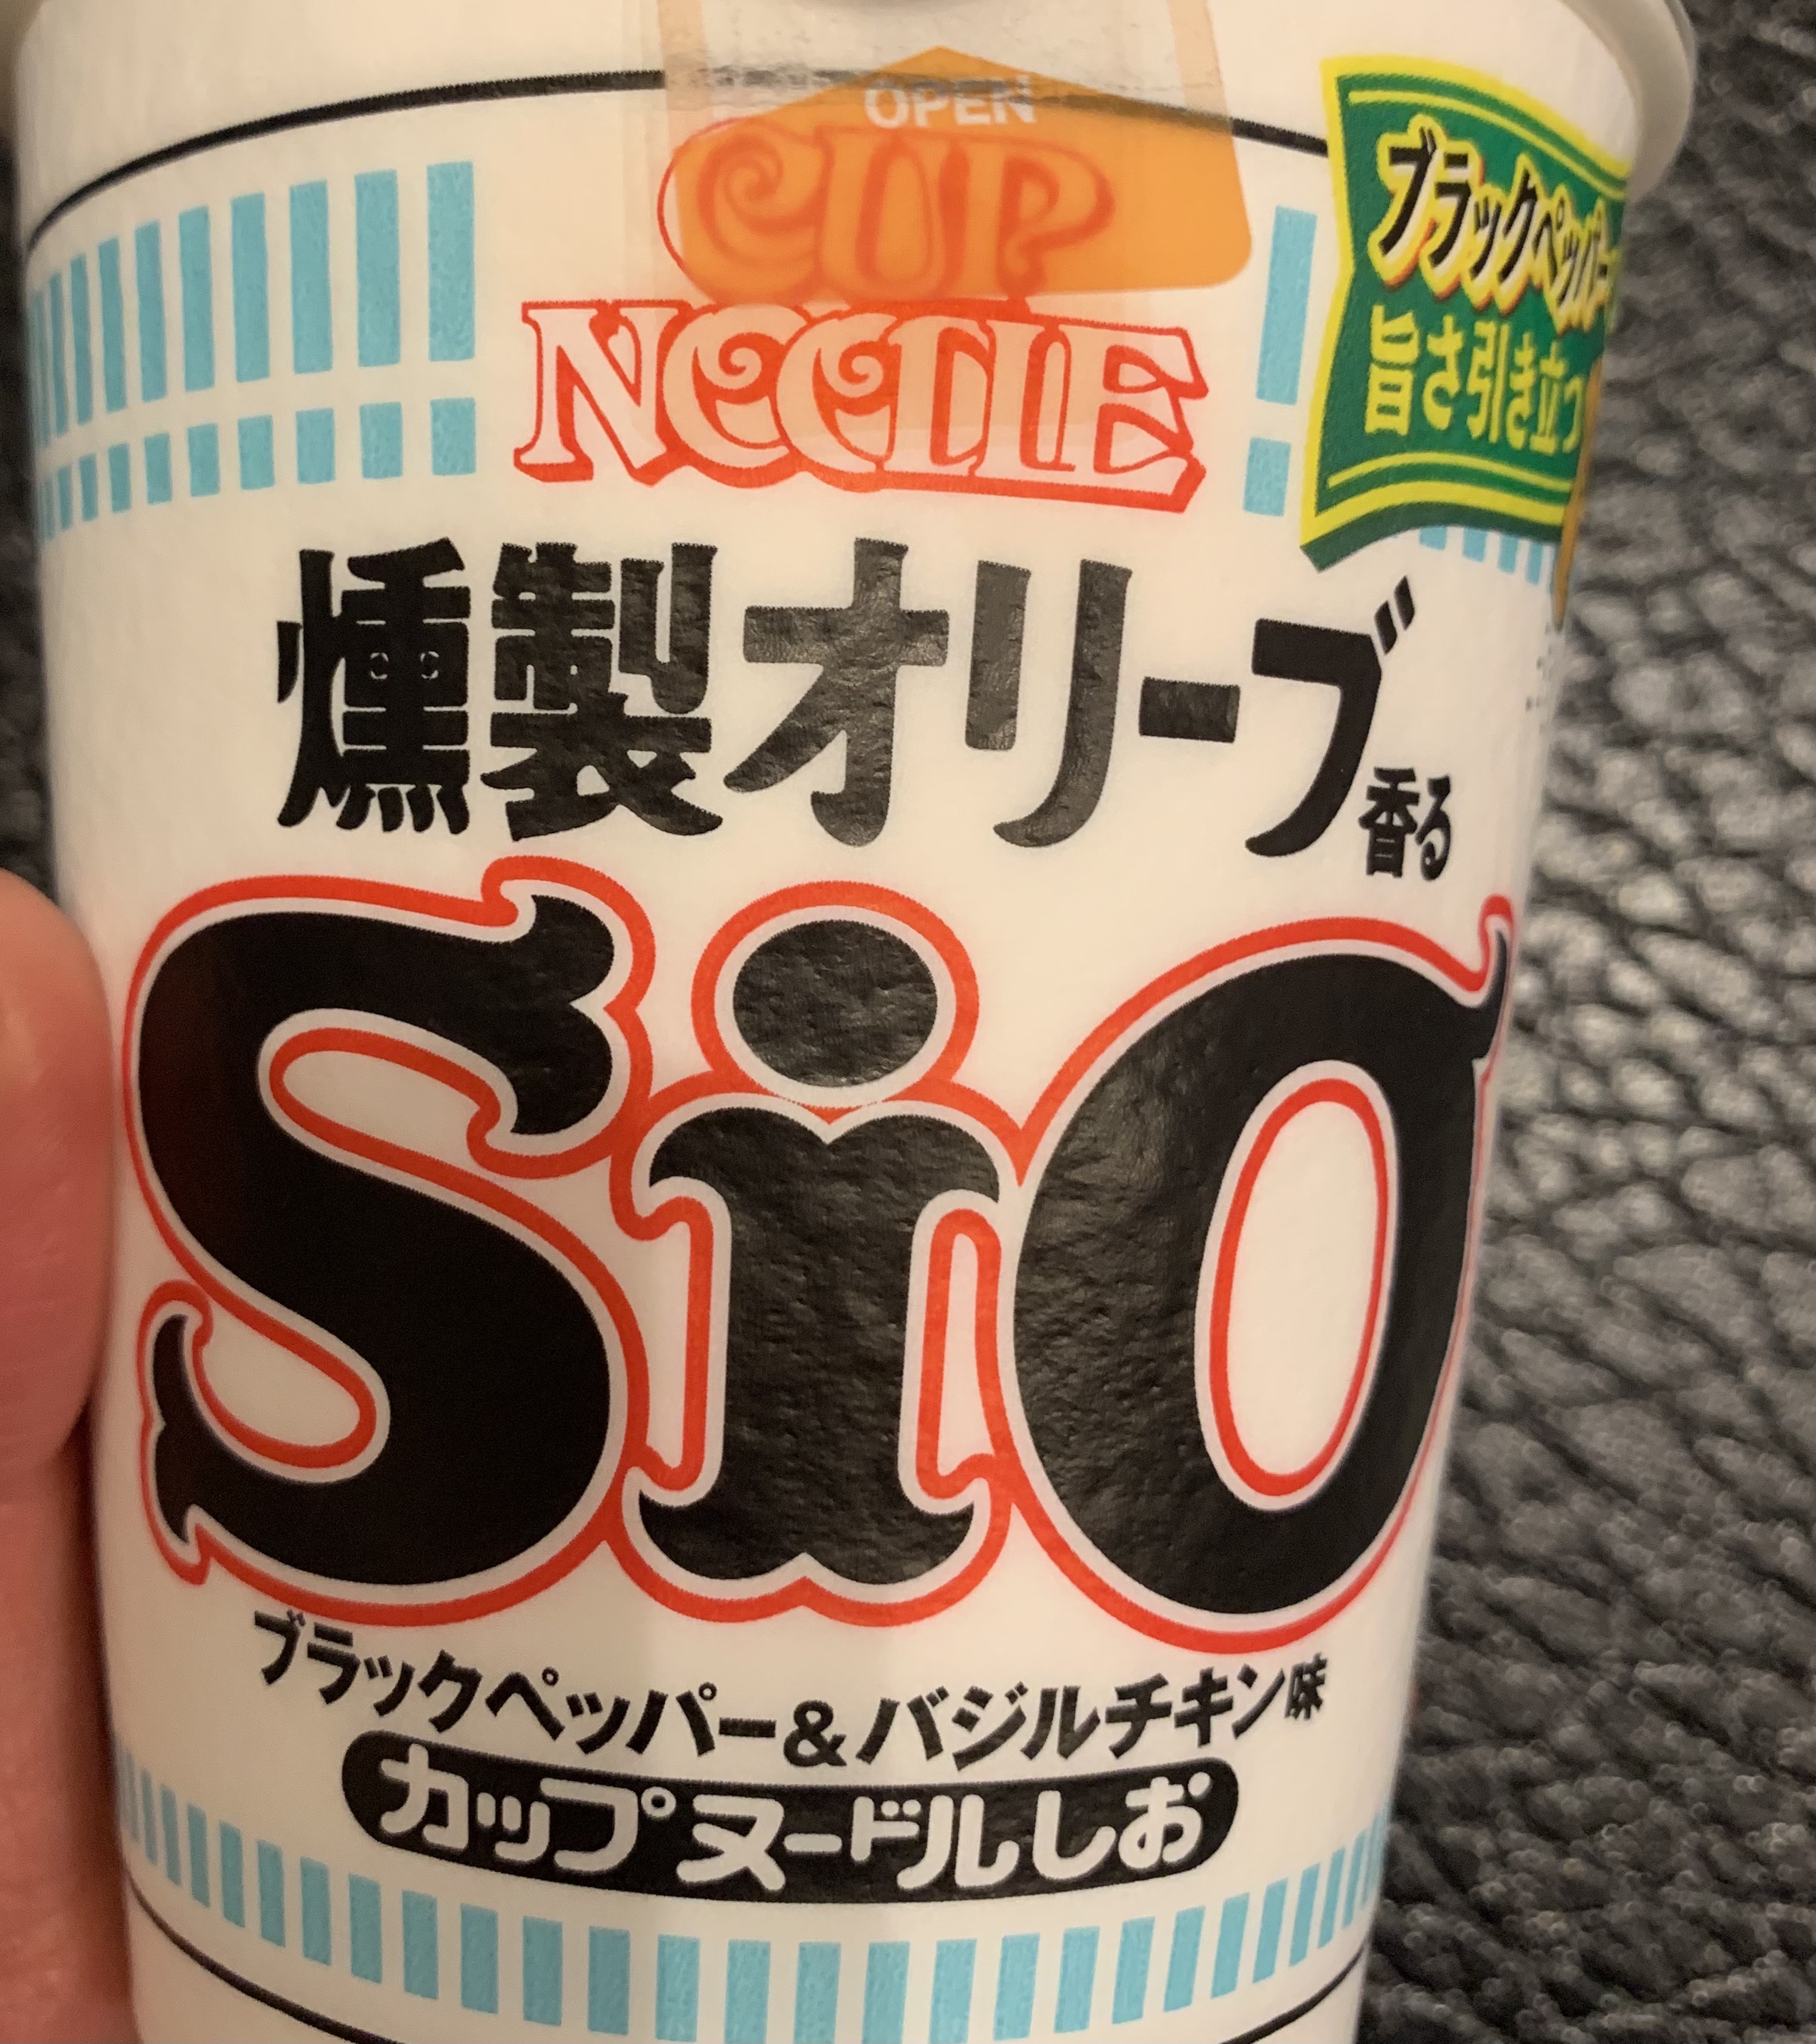 OPEN
CUP
NOODLE
ブラックペッパー
旨さ引き立つ
燻製オリーブ香る
SiO
ブラックペッパー&バジルチキン味
カップヌードルしお